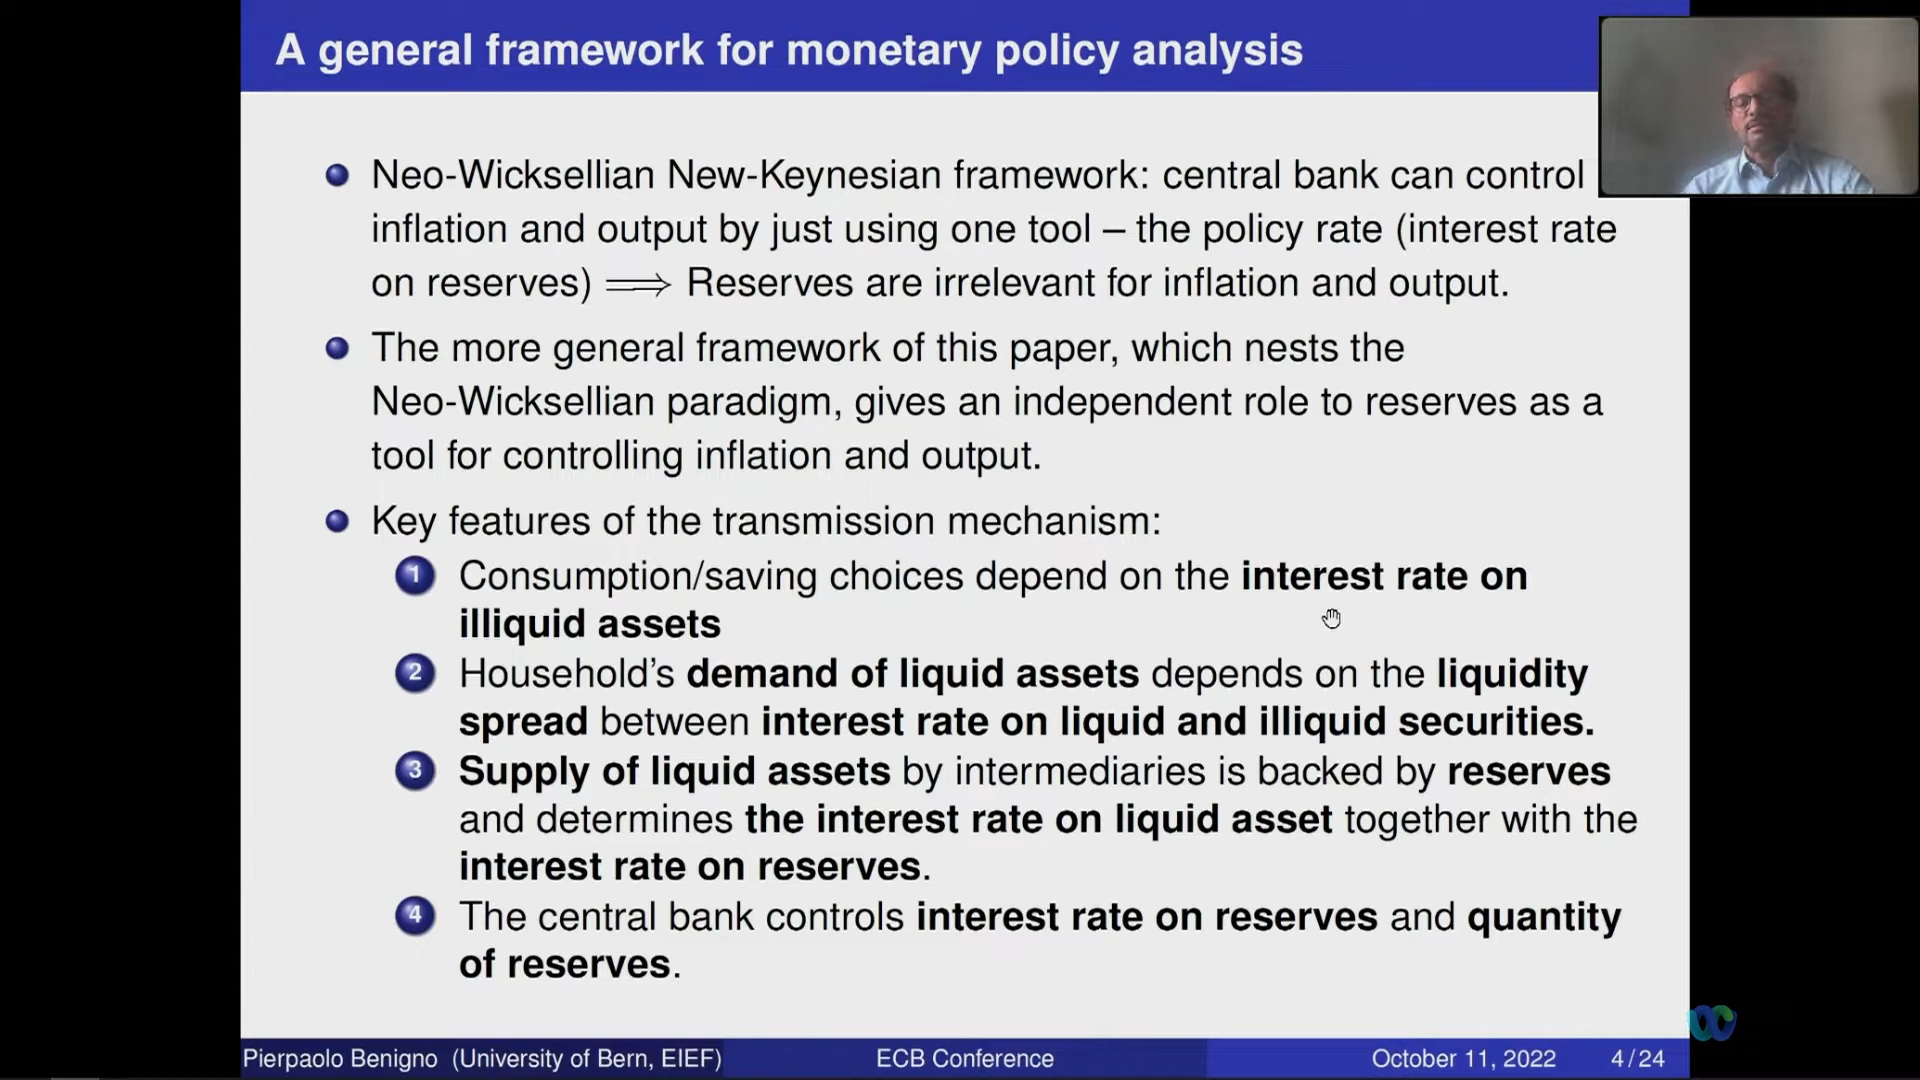 A general framework for monetary policy analysis
Neo-Wicksellian New-Keynesian framework: central bank can control
inflation and output by just using one tool – the policy rate (interest rate
on reserves) ⟹ Reserves are irrelevant for inflation and output.
The more general framework of this paper, which nests the
Neo-Wicksellian paradigm, gives an independent role to reserves as a
tool for controlling inflation and output.
Key features of the transmission mechanism:
1 Consumption/saving choices depend on the interest rate on
illiquid assets
2 Household’s demand of liquid assets depends on the liquidity
spread between interest rate on liquid and illiquid securities.
3 Supply of liquid assets by intermediaries is backed by reserves
and determines the interest rate on liquid asset together with the
interest rate on reserves.
4 The central bank controls interest rate on reserves and quantity
of reserves.
Pierpaolo Benigno (University of Bern, EIEF) ECB Conference October 11, 2022 4 / 24